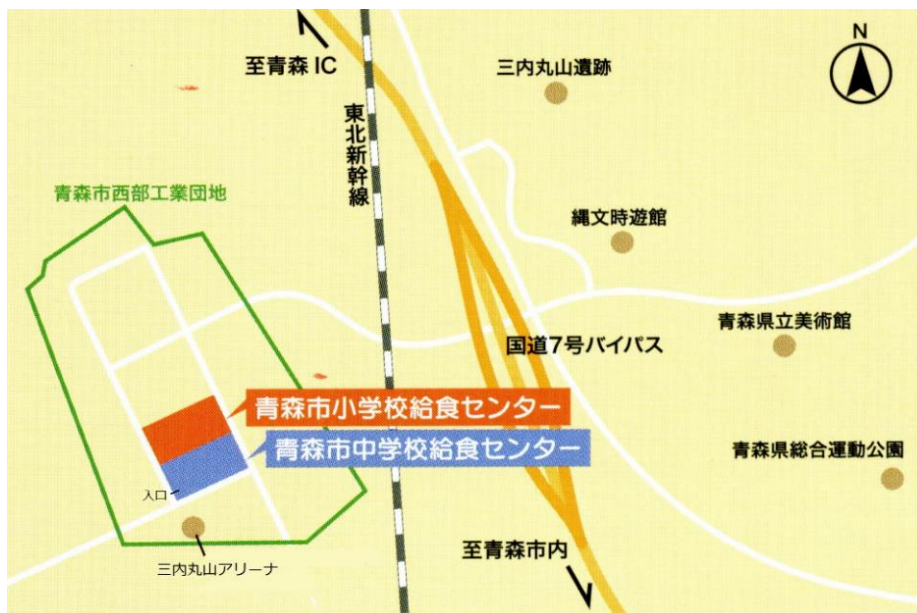 N
至青森IC
三内丸山遺跡
東北新幹線
青森市西部工業団地
縄文時遊館
青森県立美術館
国道7号バイパス
青森市小学校給食センター
青森市中学校給食センター
青森県総合運動公園
入口
至青森市内
三内丸山アリーナ